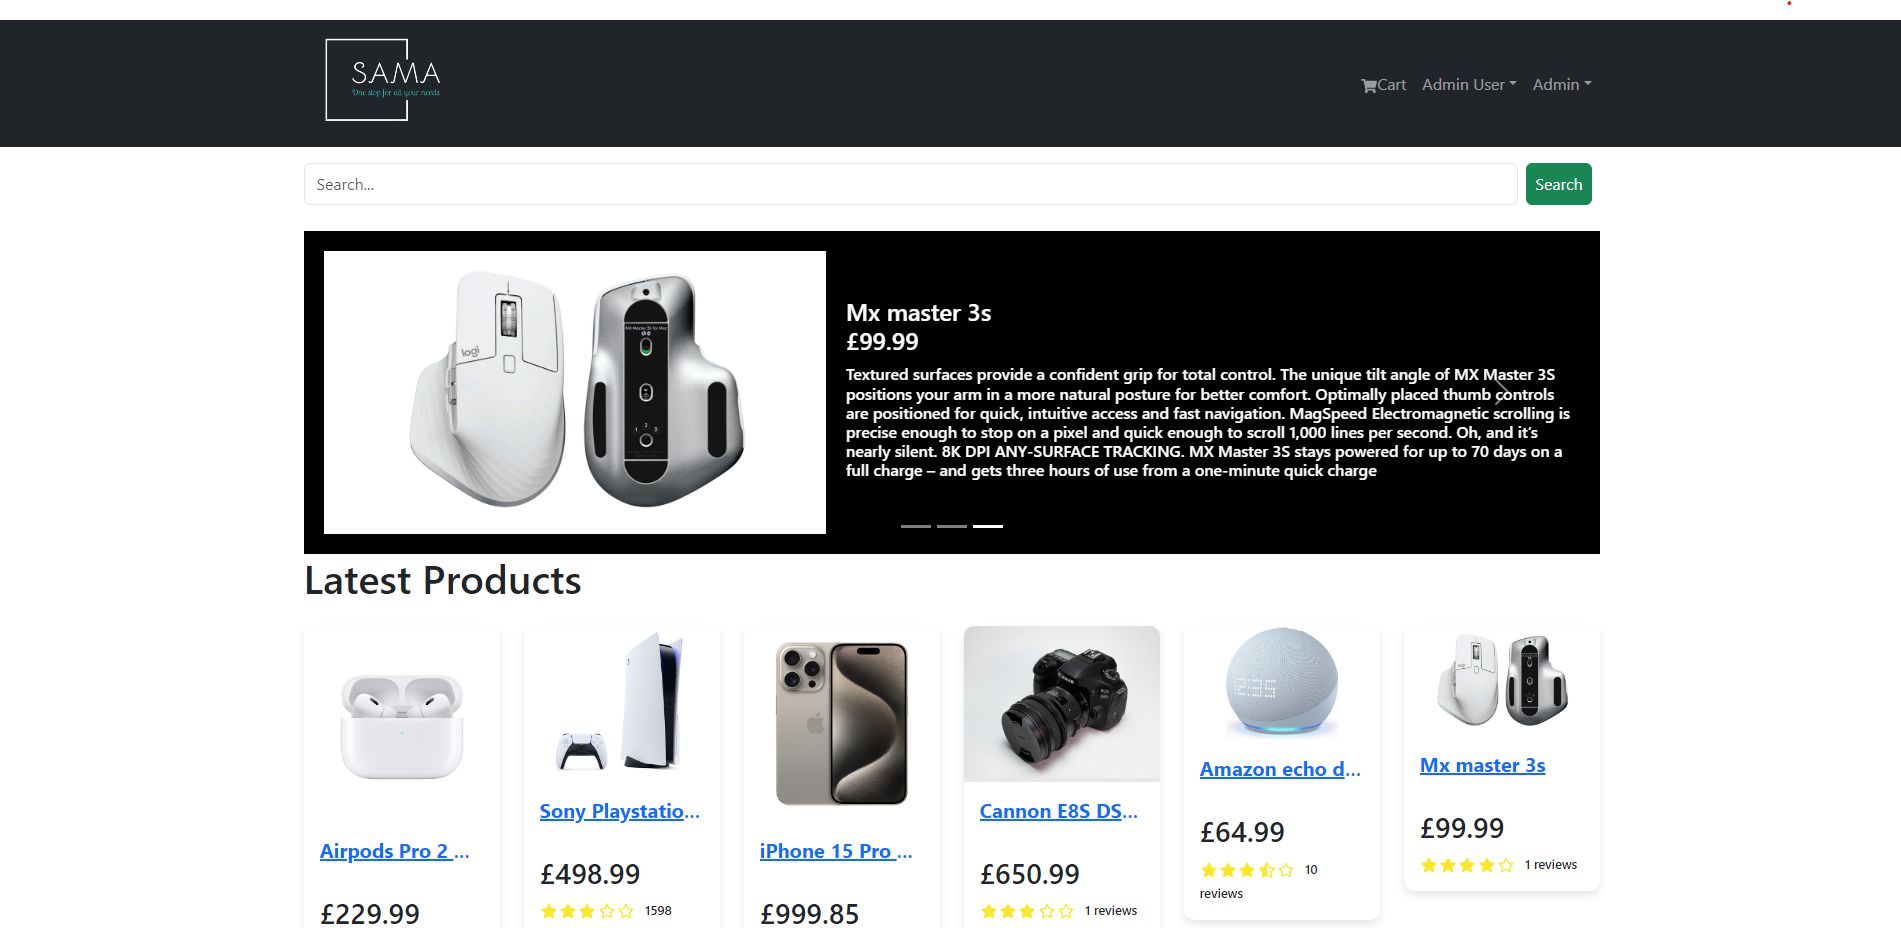 SAMA
One stop for all your needs
Cart
Admin User
Admin
Search...
Search
logi
MX Master 3S for Mac
Mx master 3s
£99.99
Textured surfaces provide a confident grip for total control. The unique tilt angle of MX Master 3S
positions your arm in a more natural posture for better comfort. Optimally placed thumb controls
are positioned for quick, intuitive access and fast navigation. MagSpeed Electromagnetic scrolling is
precise enough to stop on a pixel and quick enough to scroll 1,000 lines per second. Oh, and it’s
nearly silent. 8K DPI ANY-SURFACE TRACKING. MX Master 3S stays powered for up to 70 days on a
full charge – and gets three hours of use from a one-minute quick charge
Latest Products
Canon
Airpods Pro 2 ...
£229.99
Sony Playstatio...
£498.99
1598
iPhone 15 Pro ...
£999.85
Cannon E8S DS...
£650.99
1 reviews
Amazon echo d...
£64.99
10
reviews
Mx master 3s
£99.99
1 reviews